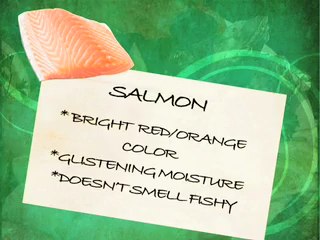 SALMON
* BRIGHT RED/ORANGE
COLOR
*GLISTENING MOISTURE
*DOESN'T SMELL FISHY